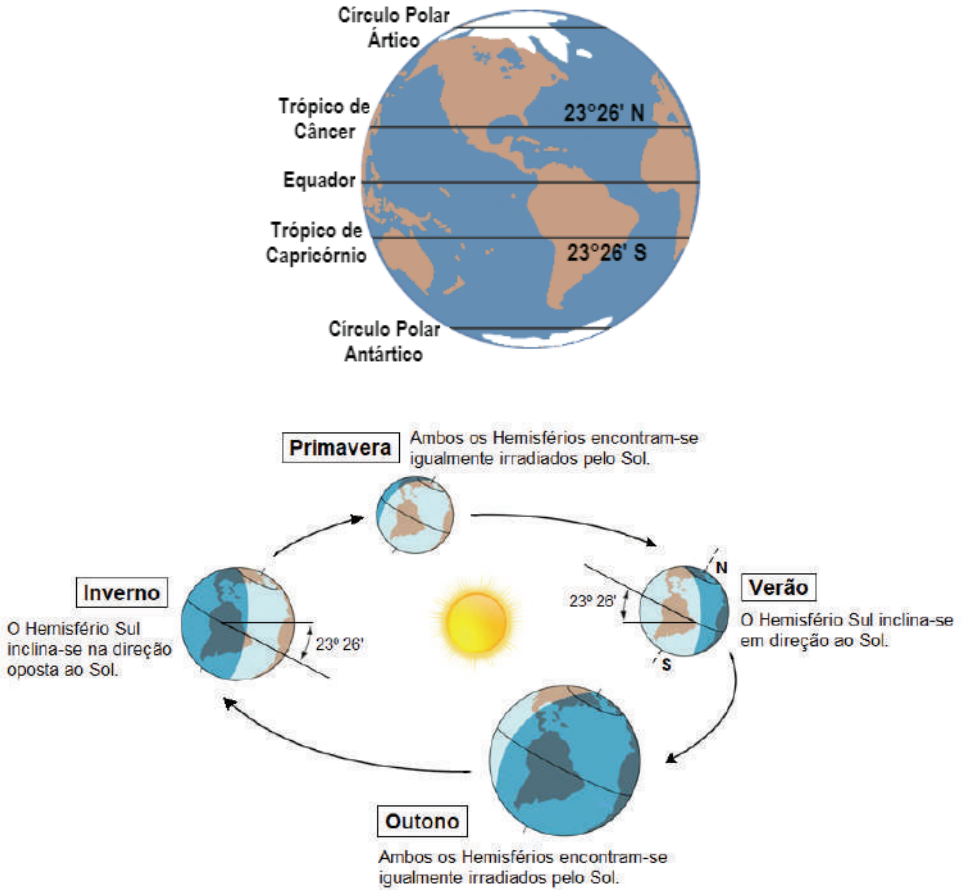 Círculo Polar
Ártico
Trópico de
Câncer
23°26' N
Equador
Trópico de
Capricórnio
23°26' S
Círculo Polar
Antártico
Primavera
Ambos os Hemisférios encontram-se
igualmente irradiados pelo Sol.
Inverno
O Hemisfério Sul
inclina-se na direção
oposta ao Sol.
23º 26'
N
23º 26'
S
Verão
O Hemisfério Sul inclina-se
em direção ao Sol.
Outono
Ambos os Hemisférios encontram-se
igualmente irradiados pelo Sol.